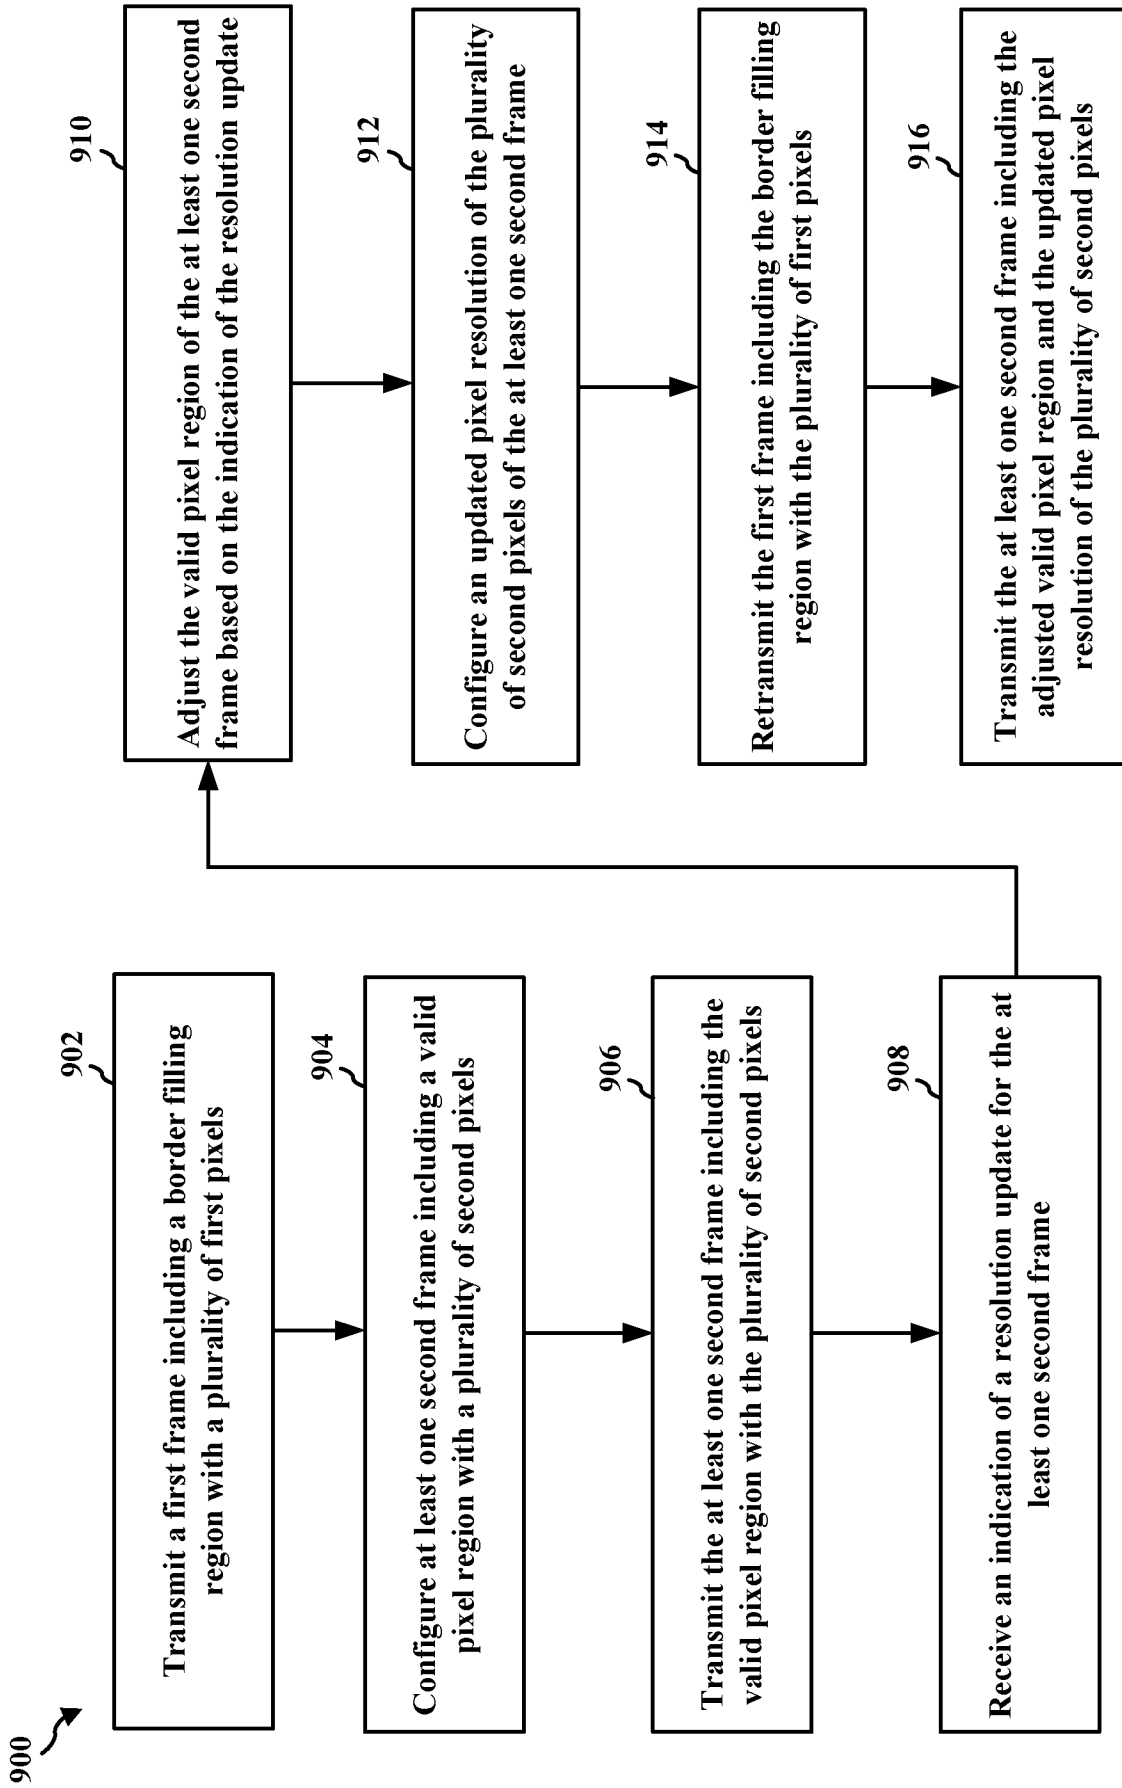 900
902
Transmit a first frame including a border filling
region with a plurality of first pixels
904
Configure at least one second frame including a valid
pixel region with a plurality of second pixels
906
Transmit the at least one second frame including the
valid pixel region with the plurality of second pixels
908
Receive an indication of a resolution update for the at
least one second frame
910
Adjust the valid pixel region of the at least one second
frame based on the indication of the resolution update
912
Configure an updated pixel resolution of the plurality
of second pixels of the at least one second frame
914
Retransmit the first frame including the border filling
region with the plurality of first pixels
916
Transmit the at least one second frame including the
adjusted valid pixel region and the updated pixel
resolution of the plurality of second pixels